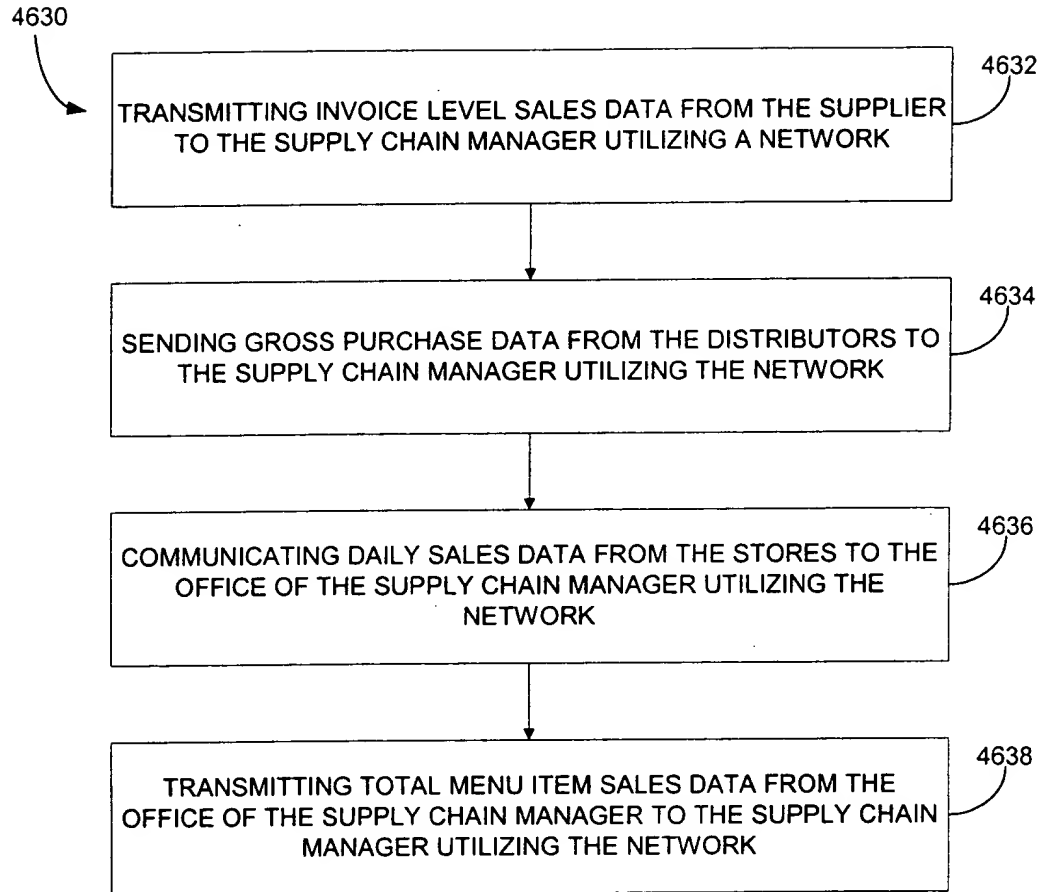 4630
4632
TRANSMITTING INVOICE LEVEL SALES DATA FROM THE SUPPLIER
TO THE SUPPLY CHAIN MANAGER UTILIZING A NETWORK
4634
SENDING GROSS PURCHASE DATA FROM THE DISTRIBUTORS TO
THE SUPPLY CHAIN MANAGER UTILIZING THE NETWORK
4636
COMMUNICATING DAILY SALES DATA FROM THE STORES TO THE
OFFICE OF THE SUPPLY CHAIN MANAGER UTILIZING THE
NETWORK
4638
TRANSMITTING TOTAL MENU ITEM SALES DATA FROM THE
OFFICE OF THE SUPPLY CHAIN MANAGER TO THE SUPPLY CHAIN
MANAGER UTILIZING THE NETWORK